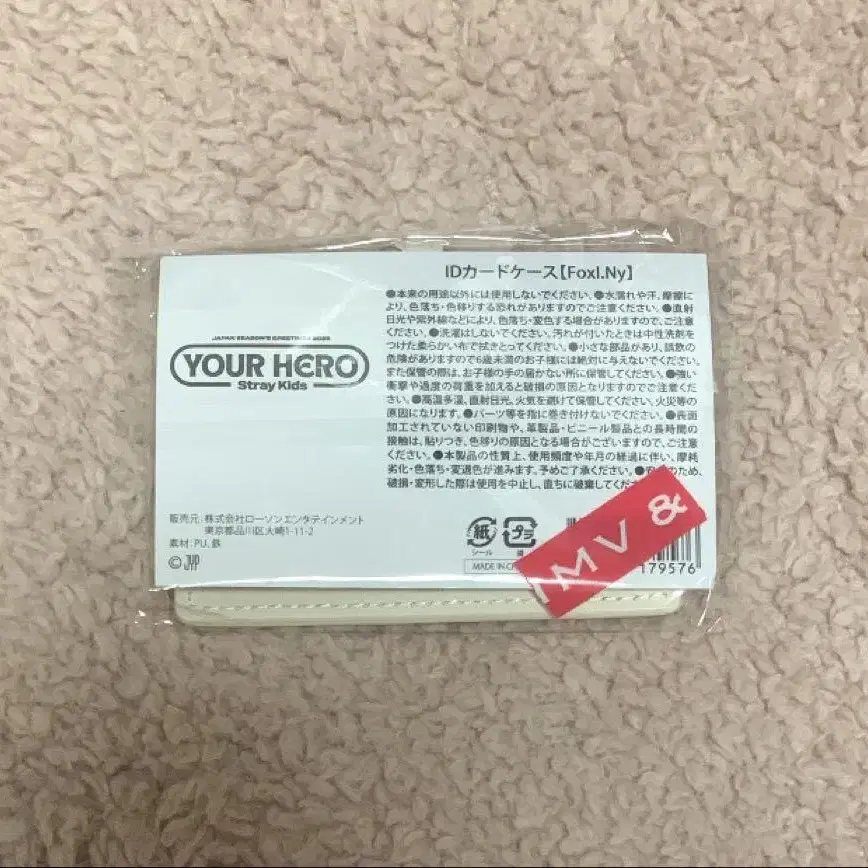 IDカードケース【FoxI.Ny】
●本来の用途以外には使用しないでください。●水濡れや汗、摩擦に
より、色落ち・色移りする恐れがありますのでご注意ください。●直射
日光や紫外線などにより、色落ち・変色する場合がありますので、ご注意
ください。●洗濯はしないでください。汚れが付いたときは中性洗剤を
つけた柔らかい布で拭きとってください。●小さな部品があり、誤飲の
危険がありますので6歳未満のお子様には絶対に与えないでください。
また保管の際は、お子様の手の届かない所に保管してください。●強い
衝撃や過度の荷重を加えると破損の原因となりますのでご注意くださ
い。●高温多湿、直射日光、火気を避けて保管してください。火災等の
原因になります。●パーツ等を指に巻き付けないでください。●表面
加工されていない印刷物や、革製品・ビニール製品との長時間の
接触は、貼りつき、色移りの原因となる場合がございますので、ご注意
ください。●本製品の性質上、使用頻度や年月の経過に伴い、摩耗
劣化・色落ち・変退色が進みます。予めご了承ください。●安 のため、
破損・変形した際は使用を中止し、直ちに破棄してください
JAPAN SEASON'S GREETINGS 2025
YOUR HERO
Stray Kids
販売元：株式会社ローソンエンタテインメント
東京都品川区大崎1-11-2
素材：PU、鉄
© JYP
紙
シール
プラ
袋
MADE IN C
MV &
179576